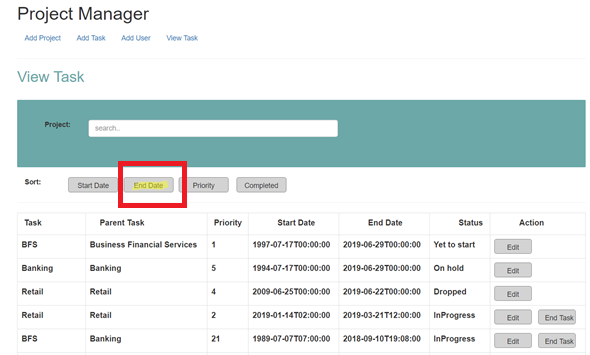 Project Manager
Add Project Add Task Add User View Task
View Task
Project: search..
Sort: Start Date End Date Priority Completed
Task Parent Task Priority Start Date End Date Status Action
BFS Business Financial Services 1 1997-07-17T00:00:00 2019-06-29T00:00:00 Yet to start Edit
Banking Banking 5 1994-07-17T00:00:00 2019-06-29T00:00:00 On hold Edit
Retail Retail 4 2009-06-25T00:00:00 2019-06-22T00:00:00 Dropped Edit
Retail Retail 2 2019-01-14T02:00:00 2019-03-21T12:00:00 InProgress Edit End Task
BFS Banking 21 1989-07-07T07:00:00 2018-09-10T19:08:00 InProgress Edit End Task